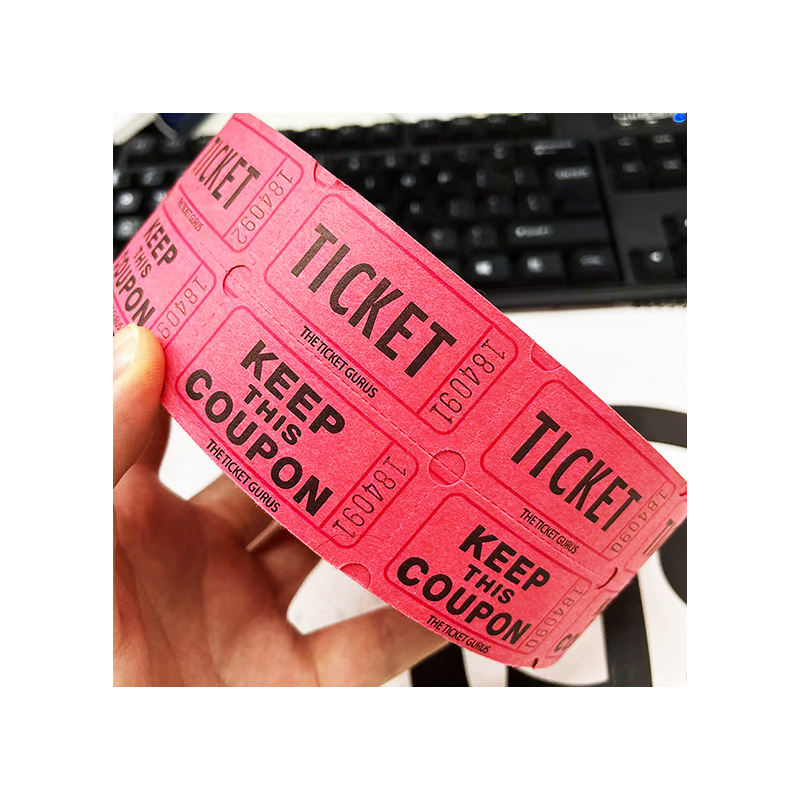 TICKET
THE TICKET GURUS
184092
KEEP
THIS
COUPON
TICKET
THE TICKET GURUS
184091
KEEP
THIS
COUPON
THE TICKET GURUS
184091
TICKET
THE TICKET GURUS
184090
KEEP
THIS
COUPON
THE TICKET GURUS
184090